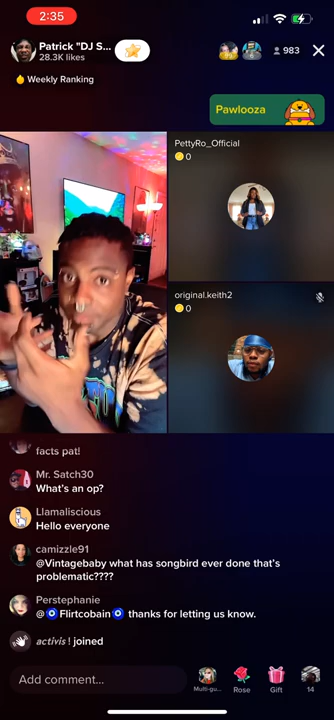 2:35
Patrick "DJ S...
28.3K likes
983
Weekly Ranking
Pawlooza
PettyRo_Official
0
original.keith2
0
facts pat!
Mr. Satch30
What's an op?
Llamaliscious
Hello everyone
camizzle91
@Vintagebaby what has songbird ever done that's
problematic????
Perstephanie
@🧿Flirtcobain🧿 thanks for letting us know.
activis ! joined
Add comment...
Multi-gu...
Rose
Gift
14